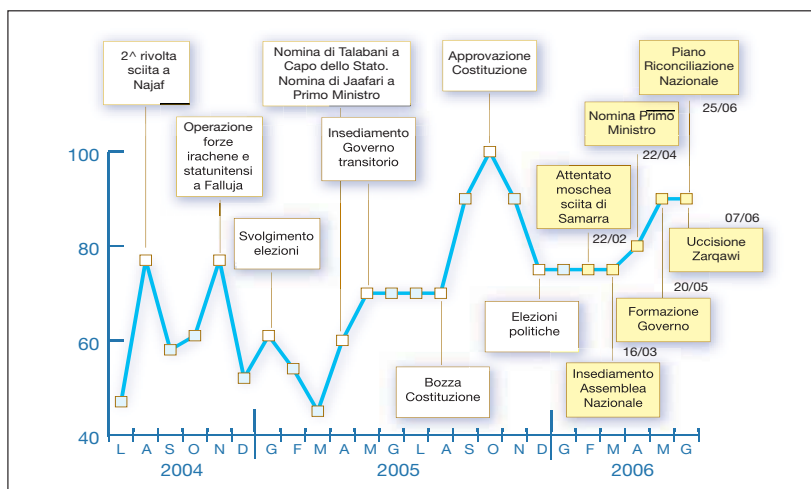 2^ rivolta
sciita a
Najaf
Operazione
forze
irachene e
statunitensi
a Falluja
Svolgimento
elezioni
Nomina di Talabani a
Capo dello Stato.
Nomina di Jaafari a
Primo Ministro
Insediamento
Governo
transitorio
Bozza
Costituzione
Approvazione
Costituzione
Elezioni
politiche
Attentato
moschea
sciita di
Samarra
22/02
Insediamento
Assemblea
Nazionale
16/03
Nomina Primo
Ministro
22/04
Formazione
Governo
20/05
Piano
Riconciliazione
Nazionale
25/06
07/06
Uccisione
Zarqawi
100
80
60
40
L A S O N D G F M A M G L A S O N D G F M A M G
2004 2005 2006